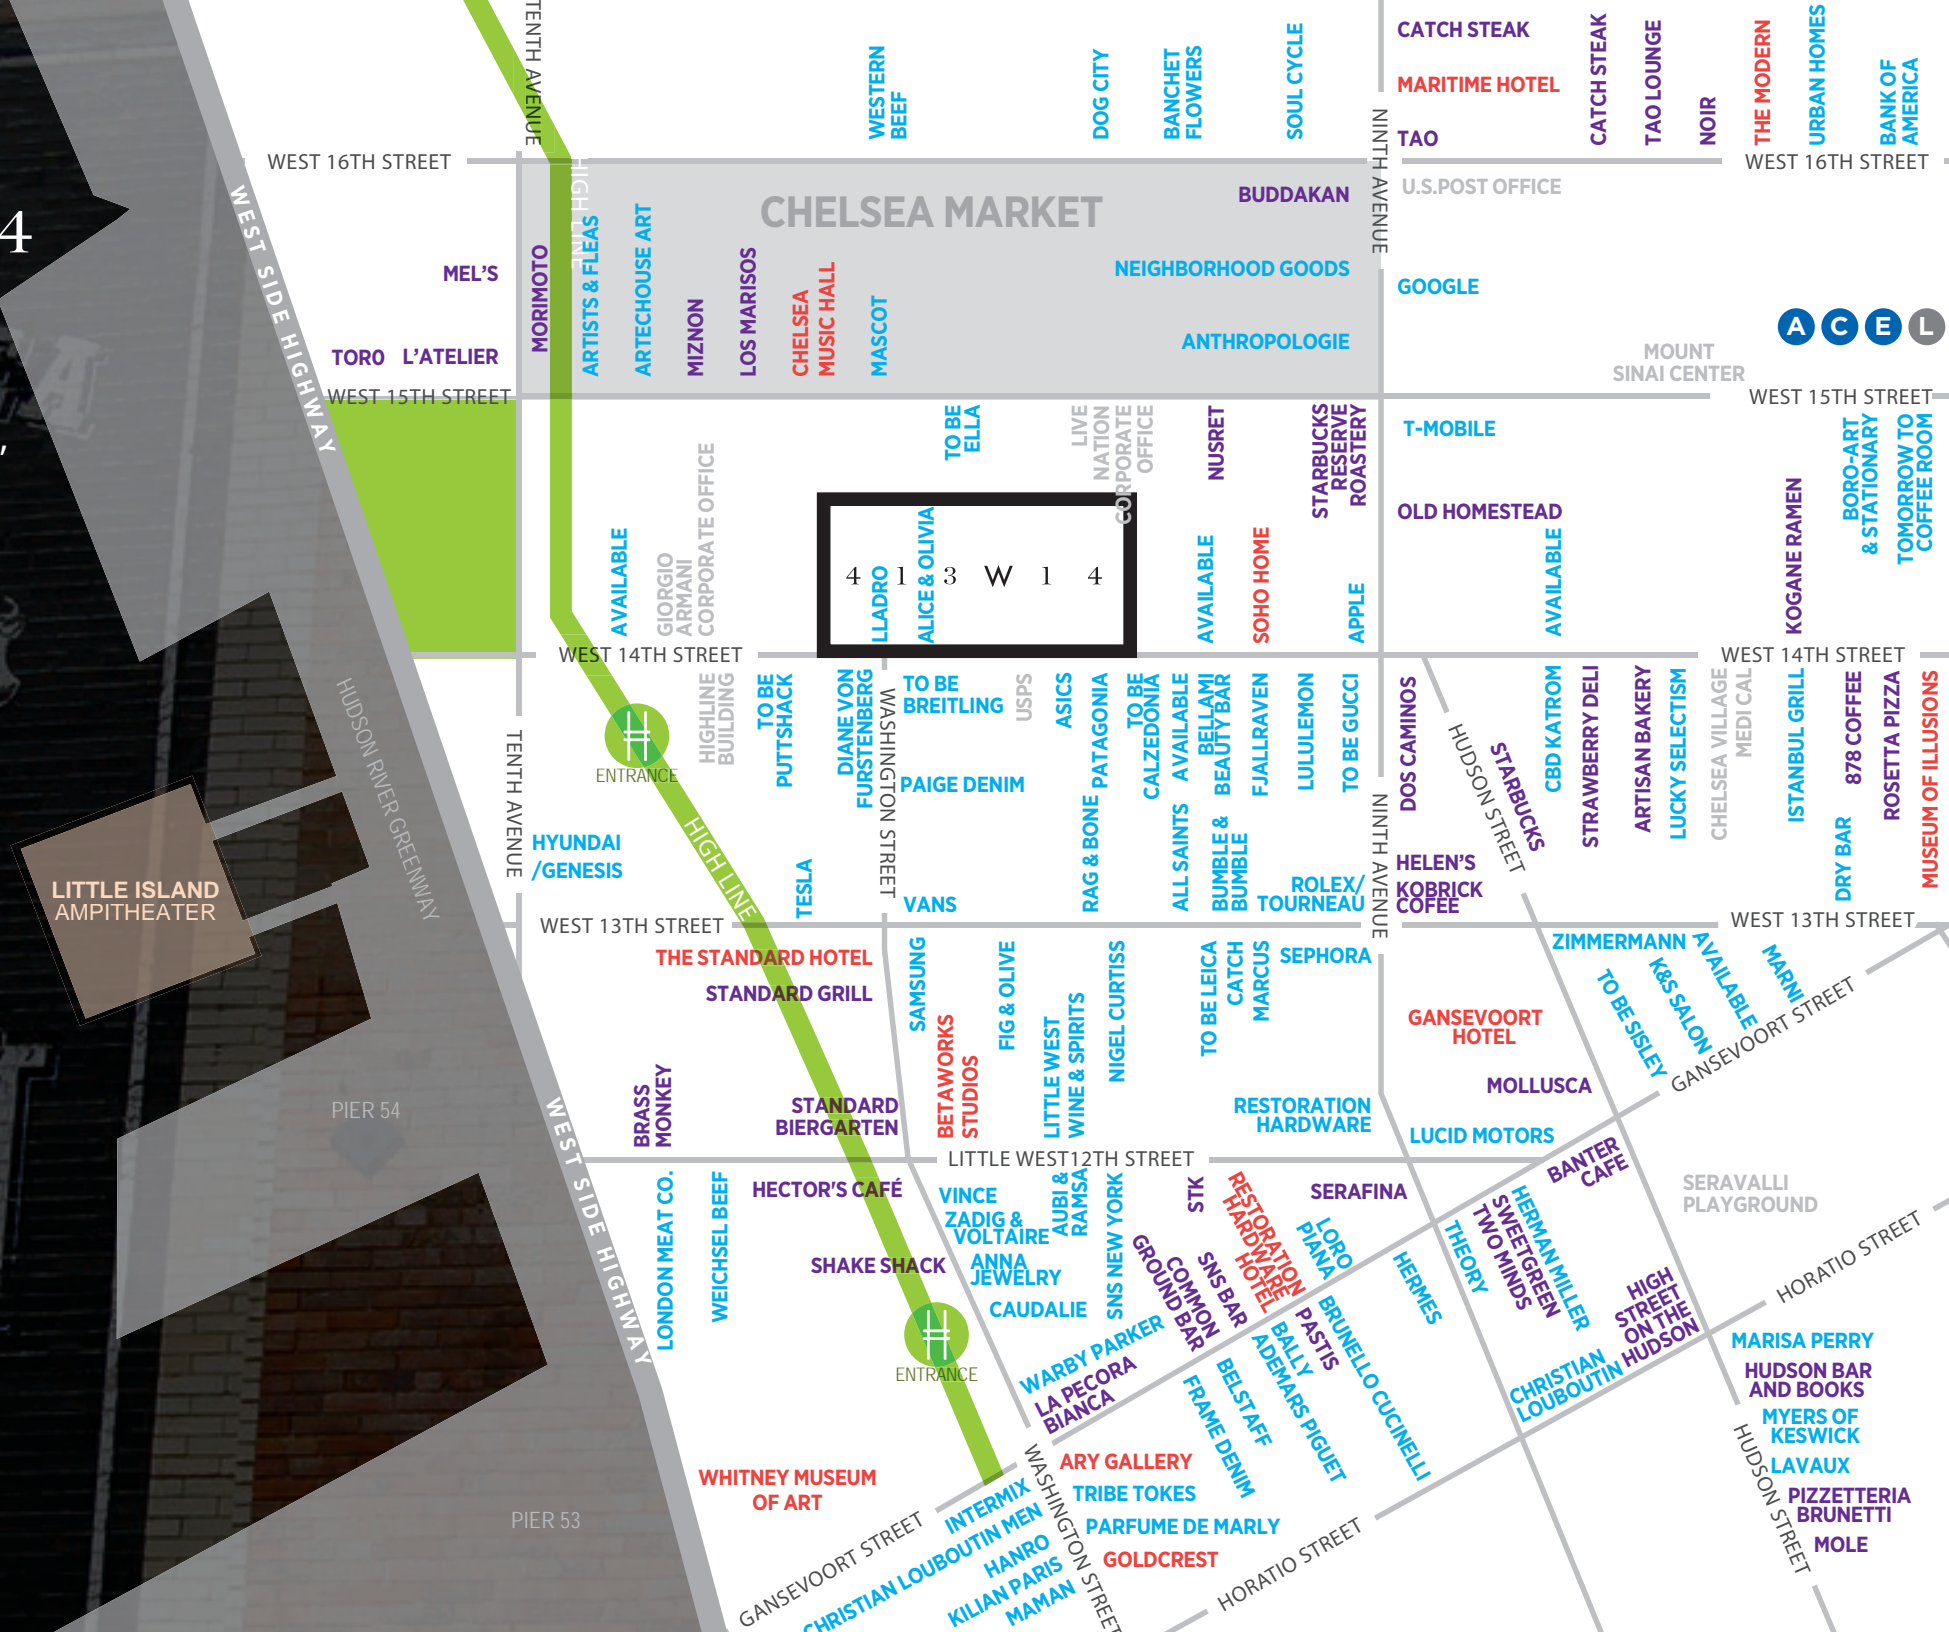 TENTH AVENUE
WESTERN
BEEF
DOG CITY
BANCHET
FLOWERS
SOUL CYCLE
CATCH STEAK
MARITIME HOTEL
TAO
CATCH STEAK
TAO LOUNGE
NOIR
THE MODERN
URBAN HOMES
BANK OF
AMERICA
WEST 16TH STREET
NINTH AVENUE
WEST 16TH STREET
4
WEST SIDE HIGHWAY
HIGH LINE
CHELSEA MARKET
BUDDAKAN
U.S.POST OFFICE
MEL'S
MORIMOTO
ARTISTS & FLEAS
ARTECHOUSE ART
MIZNON
LOS MARISOS
CHELSEA
MUSIC HALL
MASCOT
NEIGHBORHOOD GOODS
ANTHROPOLOGIE
GOOGLE
A C E L
MOUNT
SINAI CENTER
TORO
L'ATELIER
WEST 15TH STREET
WEST 15TH STREET
,
TO BE
ELLA
LIVE
NATION
CORPORATE
OFFICE
NUSRET
STARBUCKS
RESERVE
ROASTERY
T-MOBILE
OLD HOMESTEAD
AVAILABLE
KOGANE RAMEN
BORO-ART
& STATIONARY
TOMORROW TO
COFFEE ROOM
AVAILABLE
GIORGIO
ARMANI
CORPORATE OFFICE
4 1 3 W 1 4
LLADRO
ALICE & OLIVIA
AVAILABLE
SOHO HOME
APPLE
WEST 14TH STREET
WEST 14TH STREET
HUDSON RIVER GREENWAY
TENTH AVENUE
ENTRANCE
HIGHLINE
BUILDING
TO BE
PUTTSHACK
DIANE VON
FURSTENBERG
WASHINGTON STREET
TO BE
BREITLING
PAIGE DENIM
USPS
ASICS
PATAGONIA
TO BE
CALZEDONIA
AVAILABLE
BELLAMI
BEAUTY BAR
FJALLRAVEN
LULULEMON
TO BE GUCCI
DOS CAMINOS
HUDSON STREET
STARBUCKS
CBD KATROM
STRAWBERRY DELI
ARTISAN BAKERY
LUCKY SELECTISM
CHELSEA VILLAGE
MEDI CAL
ISTANBUL GRILL
878 COFFEE
ROSETTA PIZZA
MUSEUM OF ILLUSIONS
DRY BAR
HYUNDAI
/GENESIS
HIGH LINE
TESLA
VANS
RAG & BONE
ALL SAINTS
BUMBLE &
BUMBLE
ROLEX/
TOURNEAU
NINTH AVENUE
HELEN'S
KOBRICK
COFEE
LITTLE ISLAND
AMPITHEATER
WEST 13TH STREET
WEST 13TH STREET
THE STANDARD HOTEL
STANDARD GRILL
SAMSUNG
BETAWORKS
STUDIOS
FIG & OLIVE
LITTLE WEST
WINE & SPIRITS
NIGEL CURTISS
TO BE LEICA
CATCH
MARCUS
SEPHORA
ZIMMERMANN
TO BE SISLEY
K&S SALON
AVAILABLE
MARNI
GANSEVOORT STREET
GANSEVOORT
HOTEL
MOLLUSCA
PIER 54
BRASS
MONKEY
STANDARD
BIERGARTEN
RESTORATION
HARDWARE
LUCID MOTORS
WEST SIDE HIGHWAY
LITTLE WEST12TH STREET
BANTER
CAFE
SERAVALLI
PLAYGROUND
LONDON MEAT CO.
WEICHSEL BEEF
HECTOR'S CAFÉ
SHAKE SHACK
VINCE
ZADIG &
VOLTAIRE
ANNA
JEWELRY
CAUDALIE
AUBI &
RAMSA
SNS NEW YORK
STK
GROUND BAR
COMMON
SNS BAR
RESTORATION
HARDWARE
HOTEL
SERAFINA
LORO
PIANA
HERMES
THEORY
TWO MINDS
SWEETGREEN
HERMAN MILLER
HIGH
STREET
ON THE
HUDSON
HORATIO STREET
ENTRANCE
WARBY PARKER
LA PECORA
BIANCA
FRAME DENIM
BELSTAFF
ADEMARS PIGUET
BALLY
PASTIS
BRUNELLO CUCINELLI
CHRISTIAN
LOUBOUTIN
MARISA PERRY
HUDSON BAR
AND BOOKS
MYERS OF
KESWICK
LAVAUX
PIZZETTERIA
BRUNETTI
MOLE
HUDSON STREET
WHITNEY MUSEUM
OF ART
PIER 53
GANSEVOORT STREET
WASHINGTON STREET
ARY GALLERY
TRIBE TOKES
PARFUME DE MARLY
GOLDCREST
HORATIO STREET
INTERMIX
CHRISTIAN LOUBOUTIN MEN
HANRO
KILIAN PARIS
MAMAN